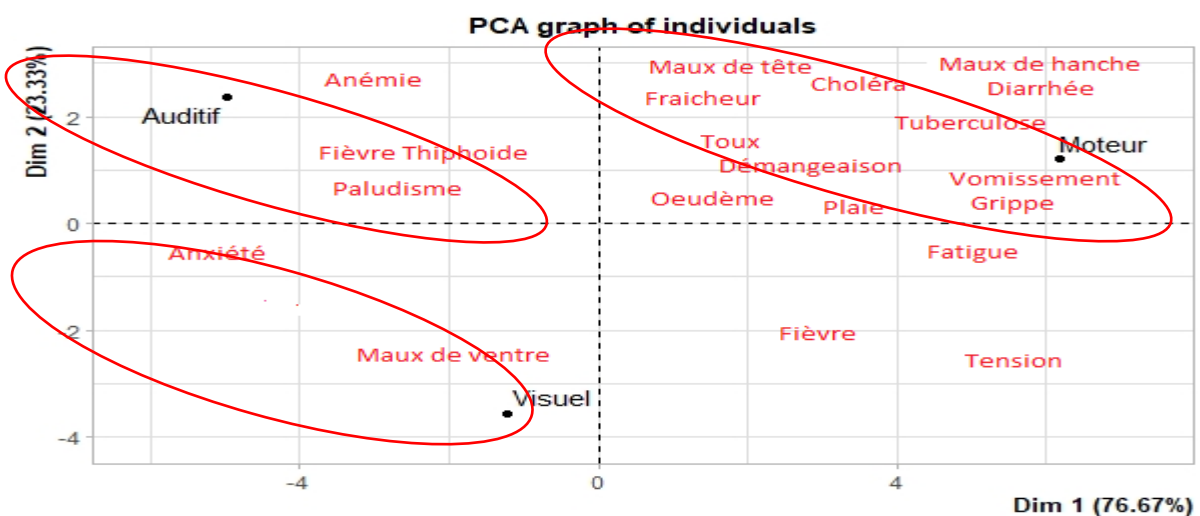 PCA graph of individuals
Dim 2 (23.33%)
Maux de tête
Maux de hanche
Anémie
Choléra
Diarrhée
Fraicheur
Auditif
2
Tuberculose
Toux
Moteur
Fièvre Thiphoide
Démangeaison
Paludisme
Vomissement
Oeudème
Plaie
Grippe
0
Anxiété
Fatigue
-2
Fièvre
Maux de ventre
Tension
Visuel
-4
-4
0
4
Dim 1 (76.67%)